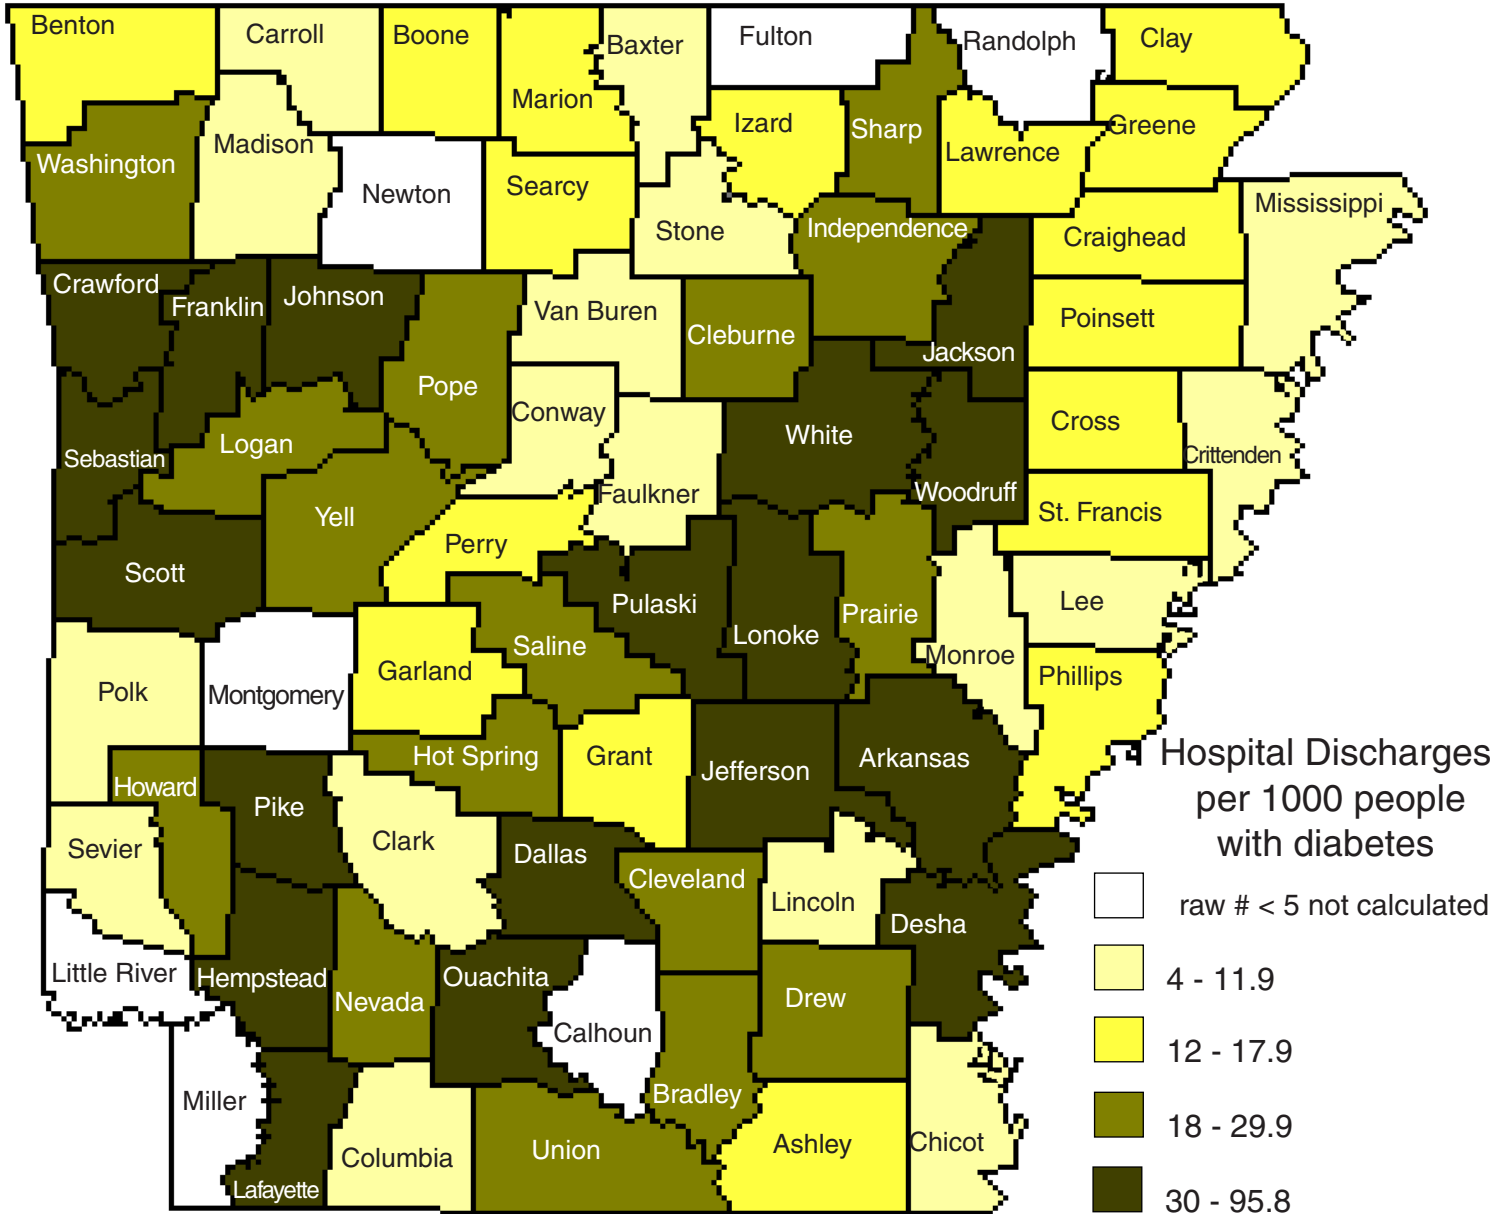 Benton
Carroll
Boone
Baxter
Fulton
Randolph
Clay
Marion
Izard
Sharp
Greene
Washington
Madison
Newton
Searcy
Lawrence
Stone
Independence
Craighead
Mississippi
Crawford
Franklin
Johnson
Van Buren
Cleburne
Poinsett
Jackson
Pope
Conway
Cross
Sebastian
Logan
White
Crittenden
Faulkner
Woodruff
Yell
St. Francis
Perry
Scott
Pulaski
Lonoke
Prairie
Lee
Saline
Monroe
Garland
Polk
Montgomery
Phillips
Hot Spring
Grant
Jefferson
Arkansas
Howard
Pike
Sevier
Clark
Dallas
Cleveland
Lincoln
Desha
Little River
Hempstead
Nevada
Ouachita
Calhoun
Drew
Miller
Bradley
Lafayette
Columbia
Union
Ashley
Chicot
Hospital Discharges
per 1000 people
with diabetes
raw # < 5 not calculated
4 - 11.9
12 - 17.9
18 - 29.9
30 - 95.8